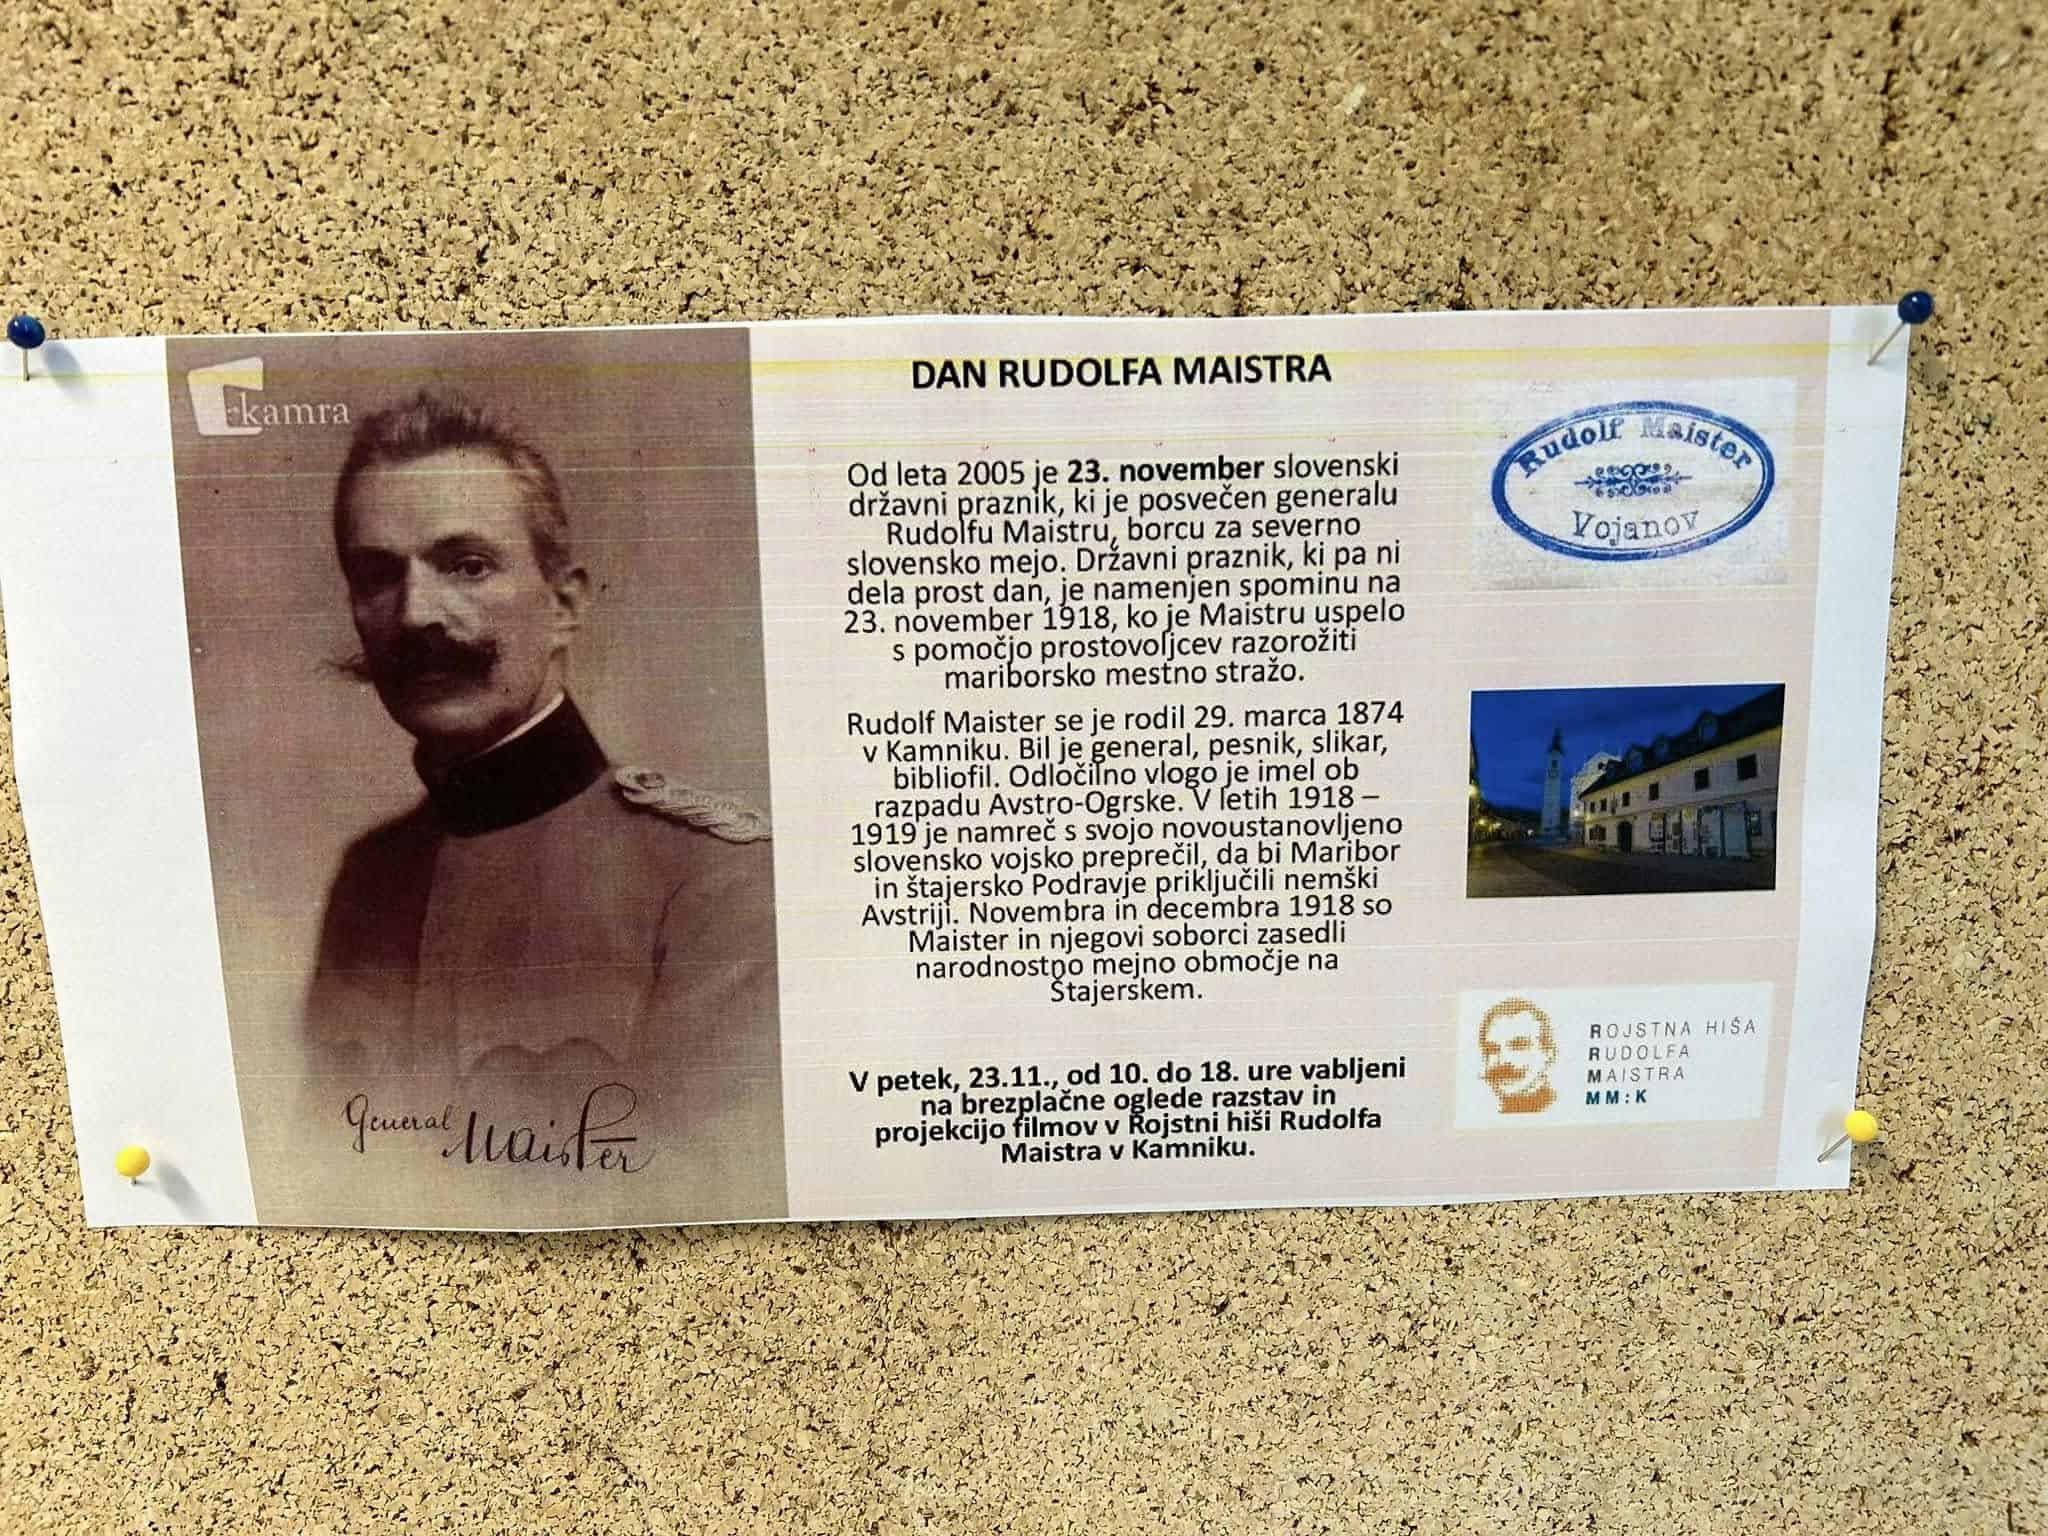 kamra
General Maister
DAN RUDOLFA MAISTRA
Od leta 2005 je 23. november slovenski
državni praznik, ki je posvečen generalu
Rudolfu Maistru, borcu za severno
slovensko mejo. Državni praznik, ki pa ni
dela prost dan, je namenjen spominu na
23. november 1918, ko je Maistru uspelo
s pomočjo prostovoljcev razorožiti
mariborsko mestno stražo.
Rudolf Maister se je rodil 29. marca 1874
v Kamniku. Bil je general, pesnik, slikar,
bibliofil. Odločilno vlogo je imel ob
razpadu Avstro-Ogrske. V letih 1918 –
1919 je namreč s svojo novoustanovljeno
slovensko vojsko preprečil, da bi Maribor
in štajersko Podravje priključili nemški
Avstriji. Novembra in decembra 1918 so
Maister in njegovi soborci zasedli
narodnostno mejno območje na
Štajerskem.
V petek, 23.11., od 10. do 18. ure vabljeni
na brezplačne oglede razstav in
projekcijo filmov v Rojstni hiši Rudolfa
Maistra v Kamniku.
Rudolf Maister
Vojanov
ROJSTNA HIŠA
RUDOLFA
MAISTRA
MM:K